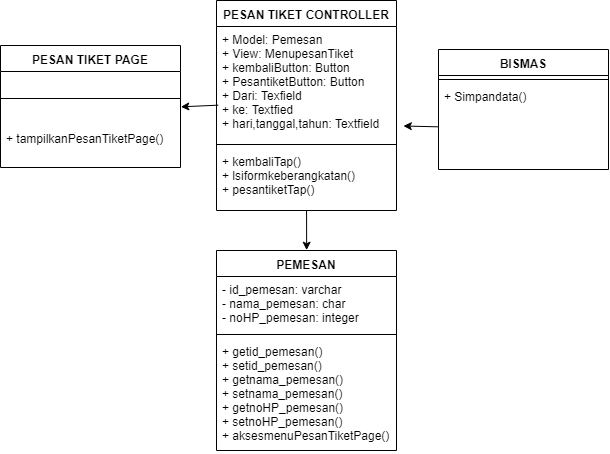 PESAN TIKET CONTROLLER
+ Model: Pemesan
+ View: MenupesanTiket
+ kembaliButton: Button
+ PesantiketButton: Button
+ Dari: Texfield
+ ke: Textfied
+ hari,tanggal,tahun: Textfield
+ kembaliTap()
+ Isiformkeberangkatan()
+ pesantiketTap()
PESAN TIKET PAGE
+ tampilkanPesanTiketPage()
BISMAS
+ Simpandata()
PEMESAN
- id_pemesan: varchar
- nama_pemesan: char
- noHP_pemesan: integer
+ getid_pemesan()
+ setid_pemesan()
+ getnama_pemesan()
+ setnama_pemesan()
+ getnoHP_pemesan()
+ setnoHP_pemesan()
+ aksesmenuPesanTiketPage()